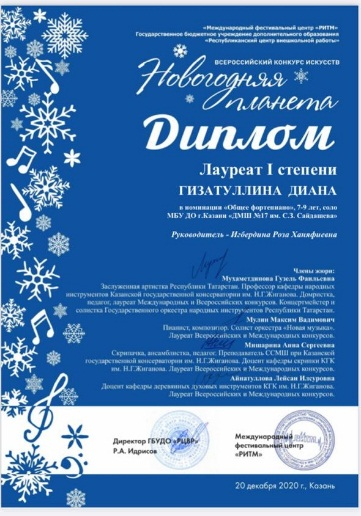 «Международный фестивальный центр «РИТМ»
Государственное бюджетное учреждение дополнительного образования
«Республиканский центр внешкольной работы»
ВСЕРОССИЙСКИЙ КОНКУРС ИСКУССТВ
Новогодняя
планета
Диплом
Лауреат I степени
ГИЗАТУЛЛИНА ДИАНА
в номинации «Общее фортепиано», 7-9 лет, соло
МБУ ДО г.Казани «ДМШ №17 им. С.З. Сайдашева»
Руководитель - Игбердина Роза Ханифиевна
Члены жюри:
Мухаметдинова Гузель Фаильевна
Заслуженная артистка Республики Татарстан. Профессор кафедры народных
инструментов Казанской государственной консерватории им. Н.Г.Жиганова. Домристка,
педагог, лауреат Международных и Всероссийских конкурсов. Концертмейстер и
солистка Государственного оркестра народных инструментов Республики Татарстан.
Мулин Максим Вадимович
Пианист, композитор. Солист оркестра «Новая музыка».
Лауреат Всероссийских и Международных конкурсов.
Мишарина Анна Сергеевна
Скрипачка, ансамблистка, педагог. Преподаватель ССМШ при Казанской
государственной консерватории им. Н.Г.Жиганова. Доцент кафедры скрипки КГК
им. Н.Г.Жиганова. Лауреат Всероссийских и Международных конкурсов.
Айнатуллова Лейсан Илсуровна
Доцент кафедры деревянных духовых инструментов КГК им. Н.Г.Жиганова.
Лауреат Всероссийских и Международных конкурсов.
Директор ГБУДО «РЦВР»
Р.А. Идрисов
Международный
фестивальный центр
«РИТМ»
20 декабря 2020 г., Казань